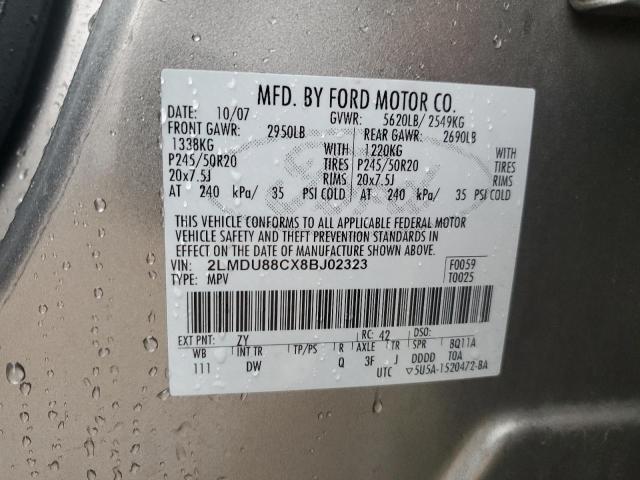 MFD. BY FORD MOTOR CO.
DATE: 10/07 GVWR: 5620LB/ 2549KG
FRONT GAWR: 2950LB REAR GAWR: 2690LB
1338KG WITH 1220KG WITH
P245/50R20 TIRES P245/50R20 TIRES
20x7.5J RIMS 20x7.5J RIMS
AT 240 kPa/ 35 PSI COLD AT 240 kPa/ 35 PSI COLD
THIS VEHICLE CONFORMS TO ALL APPLICABLE FEDERAL MOTOR
VEHICLE SAFETY AND THEFT PREVENTION STANDARDS IN
EFFECT ON THE DATE OF MANUFACTURE SHOWN ABOVE.
VIN: 2LMDU88CX8BJ02323 F0059
TYPE: MPV T0025
EXT PNT: ZY RC: 42 DSO:
WB INT TR TP/PS R AXLE TR SPR BQ11A
111 DW Q 3F J DDDD TOA
UTC 5U5A-1520472-BA